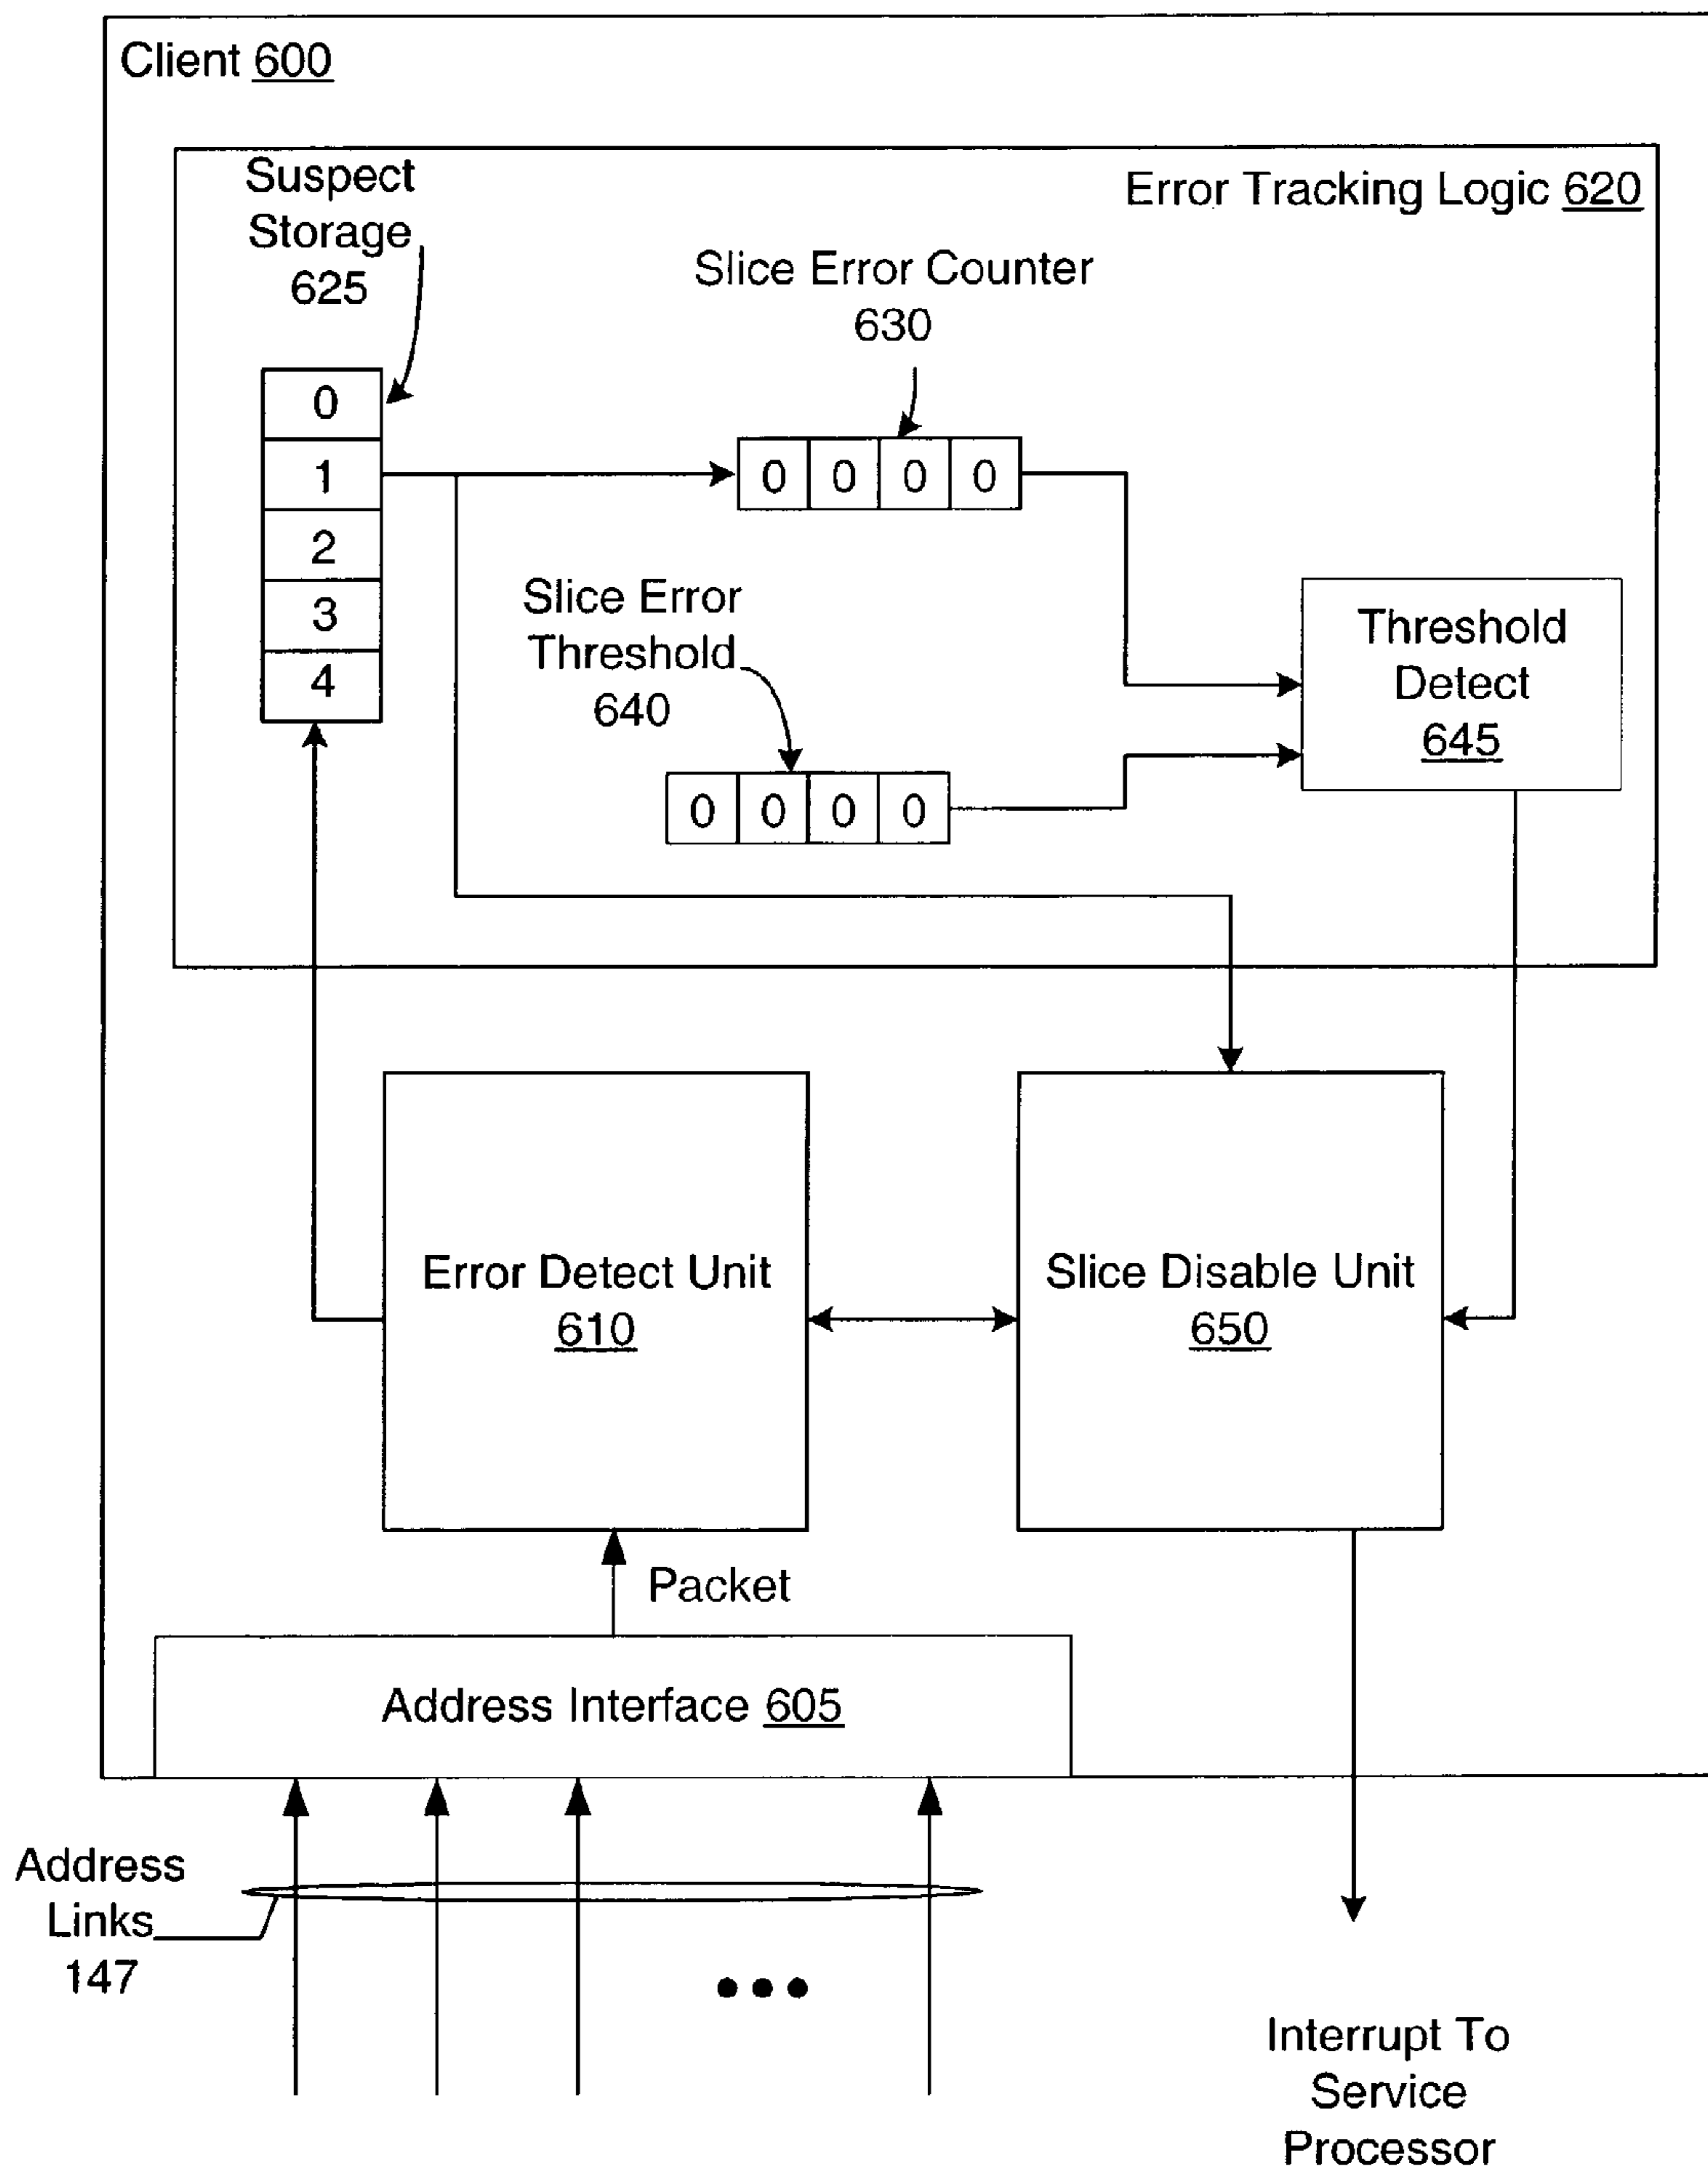 Client 600
Suspect
Storage
625
Error Tracking Logic 620
Slice Error Counter
630
0
1
2
3
4
0 0 0 0
Slice Error
Threshold
640
0 0 0 0
Threshold
Detect
645
Error Detect Unit
610
Slice Disable Unit
650
Packet
Address Interface 605
Address
Links
147
Interrupt To
Service
Processor